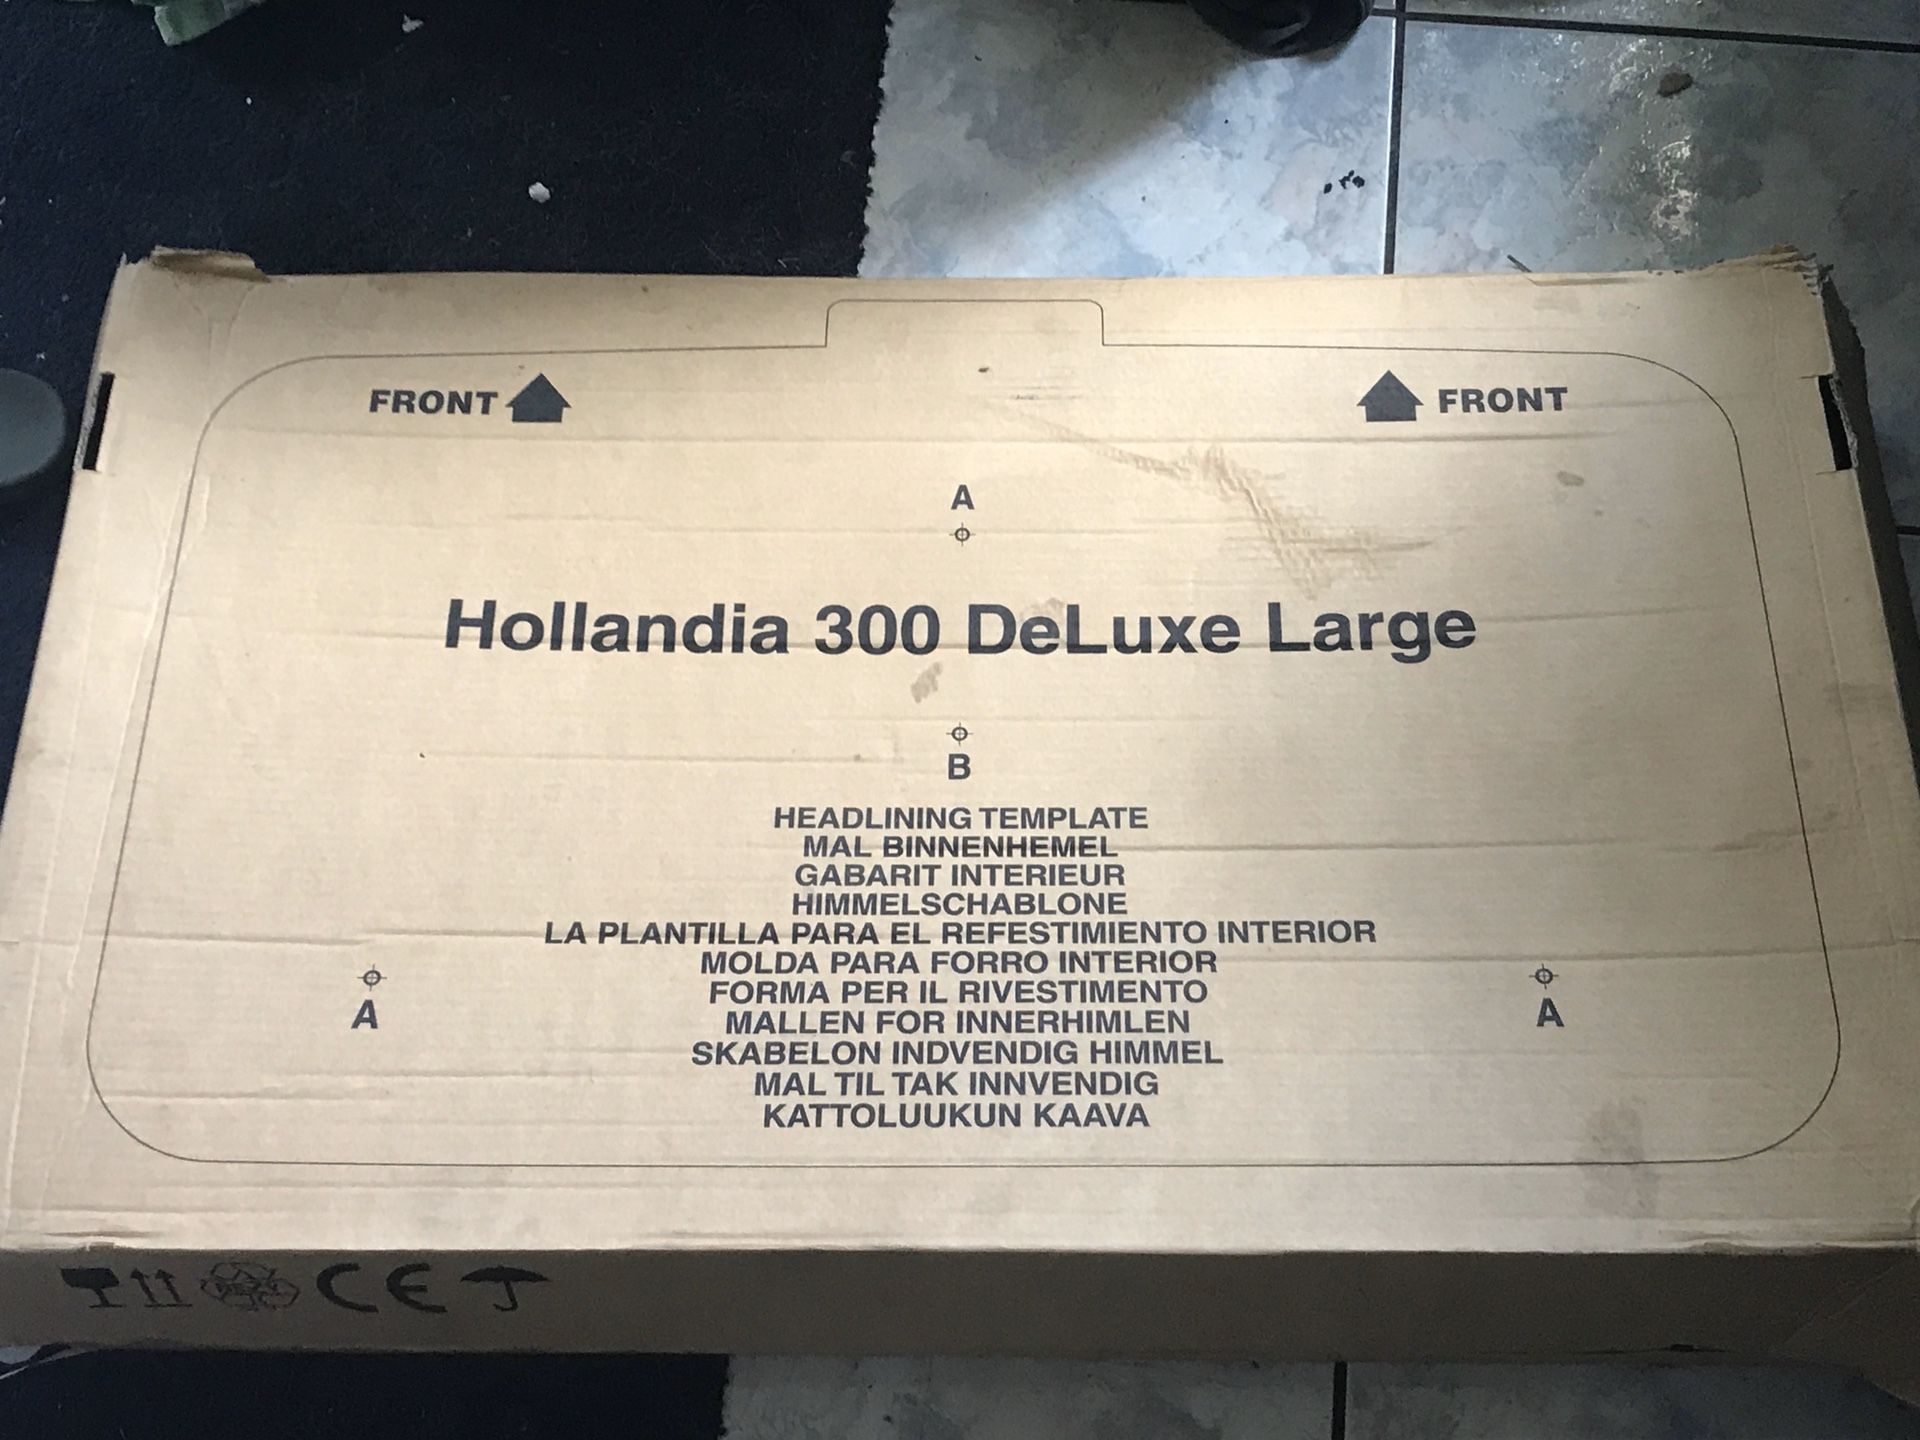 FRONT FRONT
A
Hollandia 300 DeLuxe Large
B
HEADLINING TEMPLATE
MAL BINNENHEMEL
GABARIT INTERIEUR
HIMMELSCHABLONE
LA PLANTILLA PARA EL REFESTIMIENTO INTERIOR
MOLDA PARA FORRO INTERIOR
FORMA PER IL RIVESTIMENTO
MALLEN FOR INNERHIMLEN
SKABELON INDVENDIG HIMMEL
MAL TIL TAK INNVENDIG
KATTOLUUKUN KAAVA
A A
CE